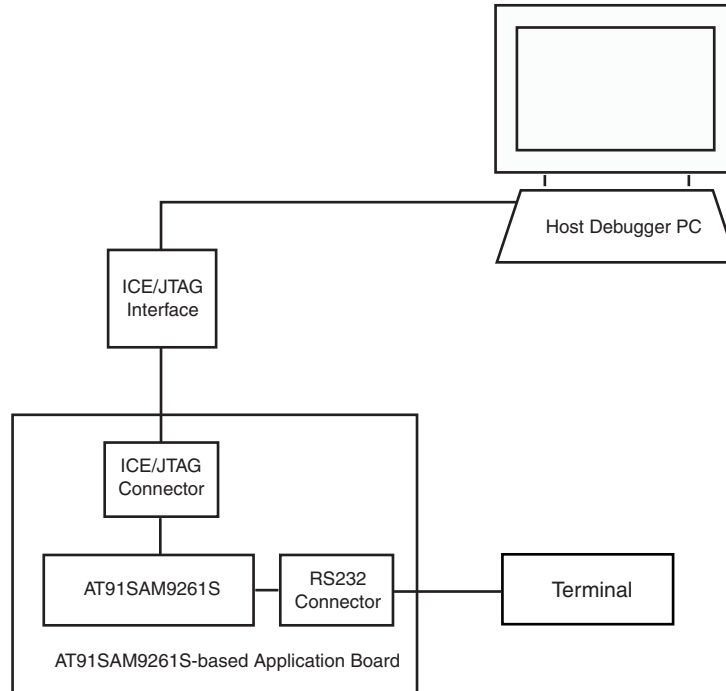 Host Debugger PC
ICE/JTAG
Interface
ICE/JTAG
Connector
AT91SAM9261S
RS232
Connector
Terminal
AT91SAM9261S-based Application Board